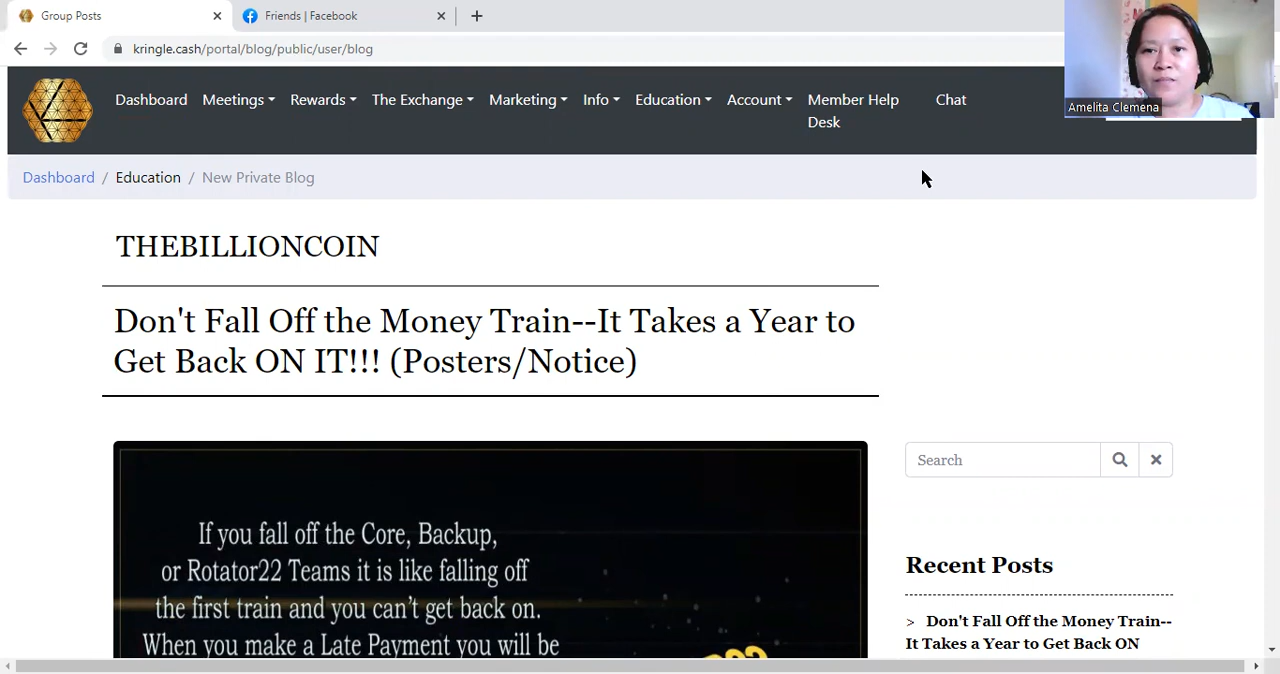 Group Posts
Friends | Facebook
kringle.cash/portal/blog/public/user/blog
Amelita Clemena
Dashboard Meetings Rewards The Exchange Marketing Info Education Account Member Help Desk Chat
Dashboard / Education / New Private Blog
THEBILLIONCOIN
Don't Fall Off the Money Train--It Takes a Year to
Get Back ON IT!!! (Posters/Notice)
Search
If you fall off the Core, Backup,
or Rotator22 Teams it is like falling off
the first train and you can't get back on.
When you make a Late Payment you will be
Recent Posts
> Don't Fall Off the Money Train--
It Takes a Year to Get Back ON